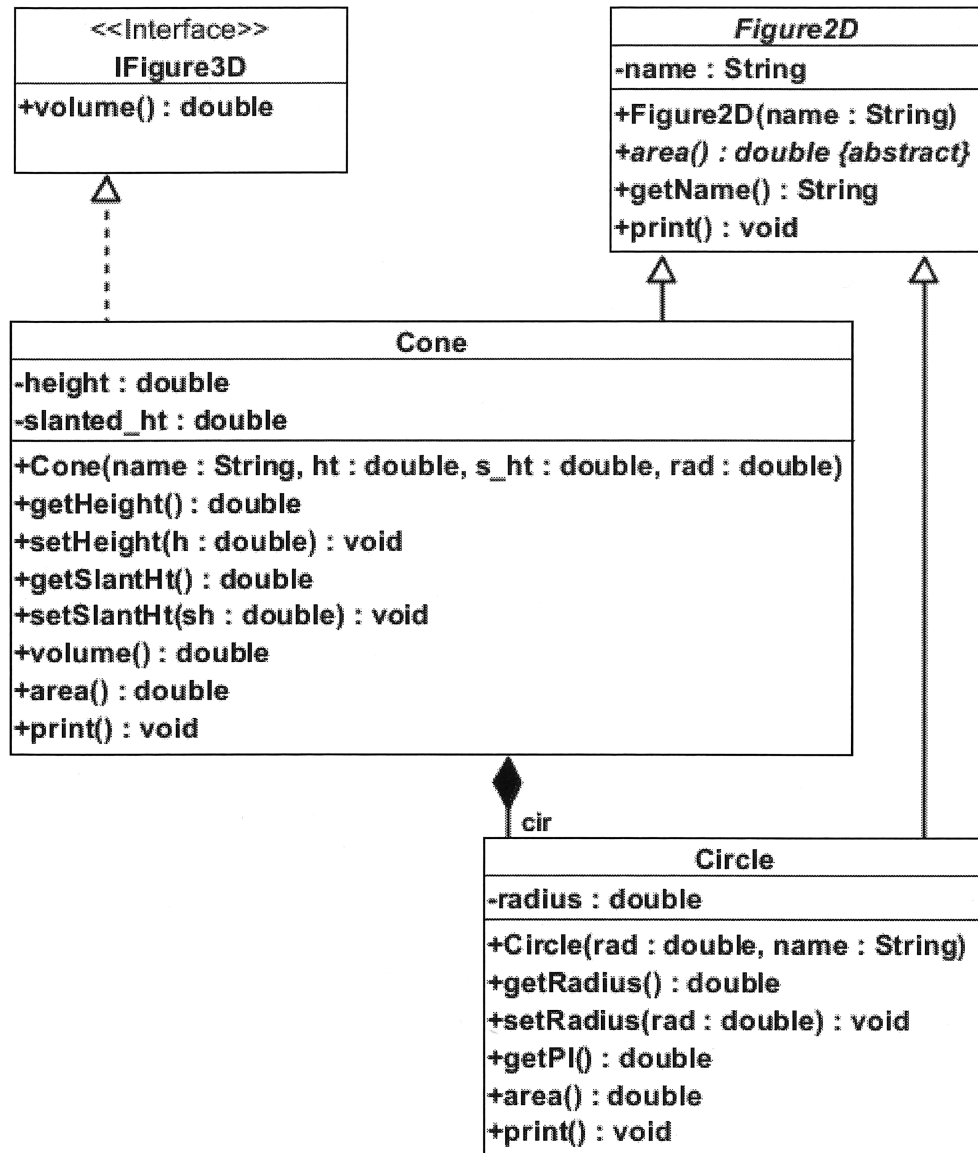 <<Interface>>
IFigure3D
+volume() : double
Figure2D
-name : String
+Figure2D(name : String)
+area() : double {abstract}
+getName() : String
+print() : void
Cone
-height : double
-slanted_ht : double
+Cone(name : String, ht : double, s_ht : double, rad : double)
+getHeight() : double
+setHeight(h : double) : void
+getSlantHt() : double
+setSlantHt(sh : double) : void
+volume() : double
+area() : double
+print() : void
cir
Circle
-radius : double
+Circle(rad : double, name : String)
+getRadius() : double
+setRadius(rad : double) : void
+getPI() : double
+area() : double
+print() : void